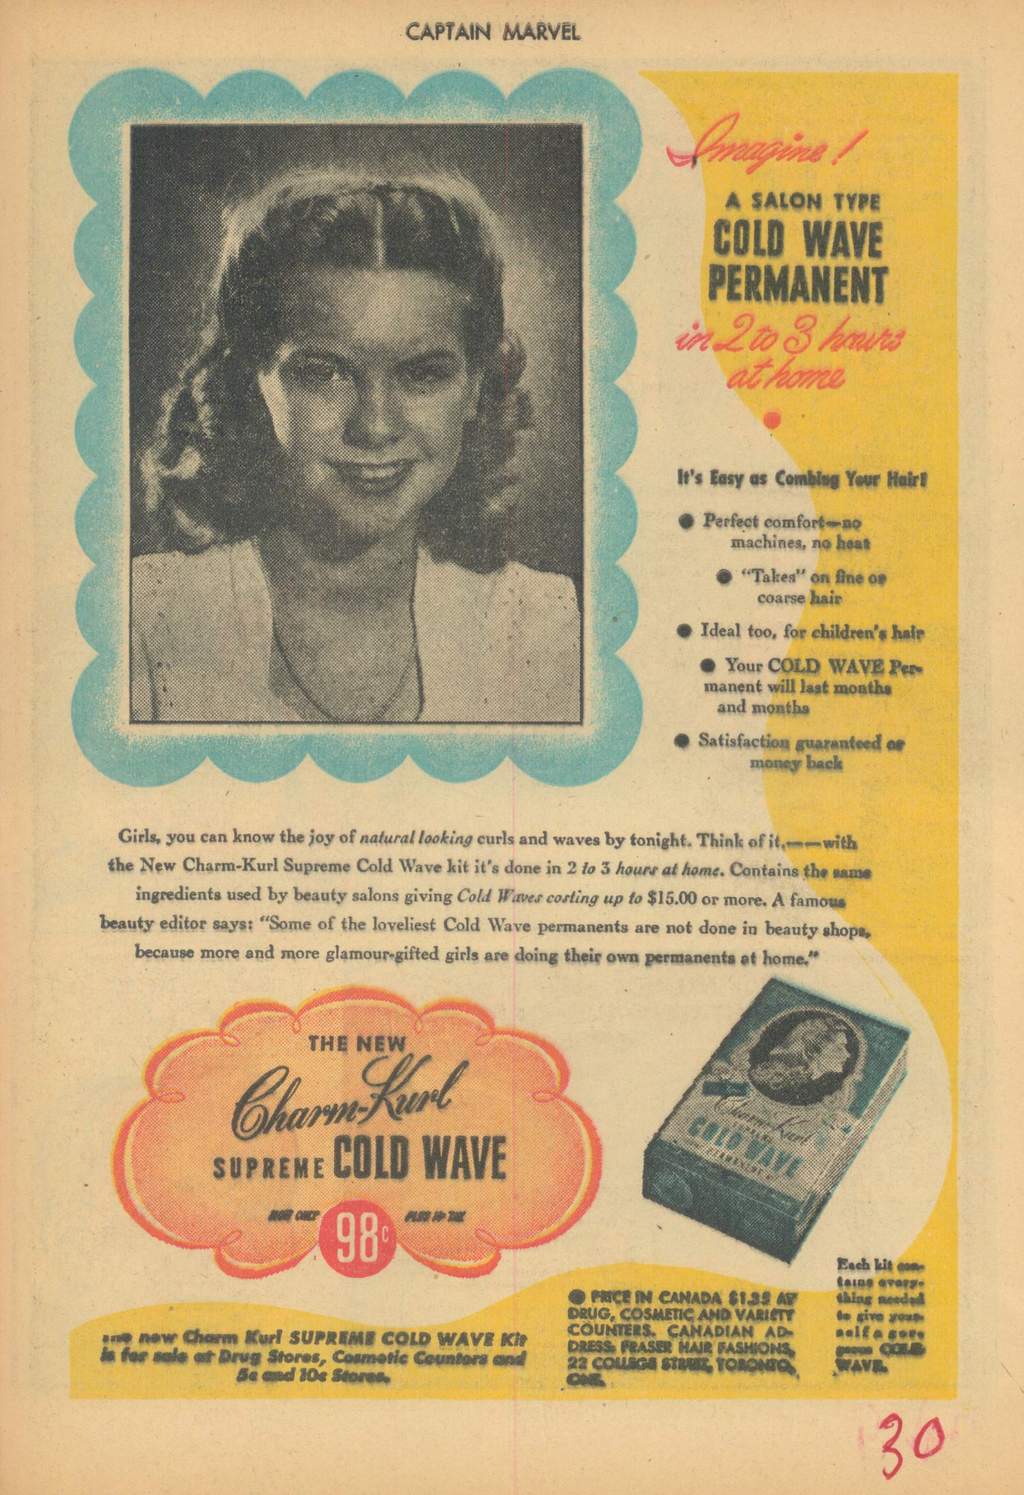 CAPTAIN MARVEL
Imagine!
A SALON TYPE
COLD WAVE
PERMANENT
in 2 to 3 hours
at home
It's Easy as Combing Your Hair!
● Perfect comfort—no
machines, no heat
● "Takes" on fine or
coarse hair
● Ideal too, for children's hair
● Your COLD WAVE Per-
manent will last months
and months
● Satisfaction guaranteed or
money back
Girls, you can know the joy of natural looking curls and waves by tonight. Think of it,——with
the New Charm-Kurl Supreme Cold Wave kit it's done in 2 to 3 hours at home. Contains the same
ingredients used by beauty salons giving Cold Waves costing up to $15.00 or more. A famous
beauty editor says: "Some of the loveliest Cold Wave permanents are not done in beauty shops,
because more and more glamour-gifted girls are doing their own permanents at home."
THE NEW
Charm-Kurl
SUPREME COLD WAVE
98c
Charm-Kurl
SUPREME
COLD WAVE
PERMANENT
Each kit con-
tains every-
thing needed
to give your-
self a gor-
geous COLD
WAVE.
● PRICE IN CANADA $1.35 AT
DRUG, COSMETIC AND VARIETY
COUNTERS. CANADIAN AD-
DRESS: FRASER HAIR FASHIONS,
22 COLLEGE STREET, TORONTO,
ONT.
The new Charm Kurl SUPREME COLD WAVE Kit
is for sale at Drug Stores, Cosmetic Counters and
5c and 10c Stores.
30